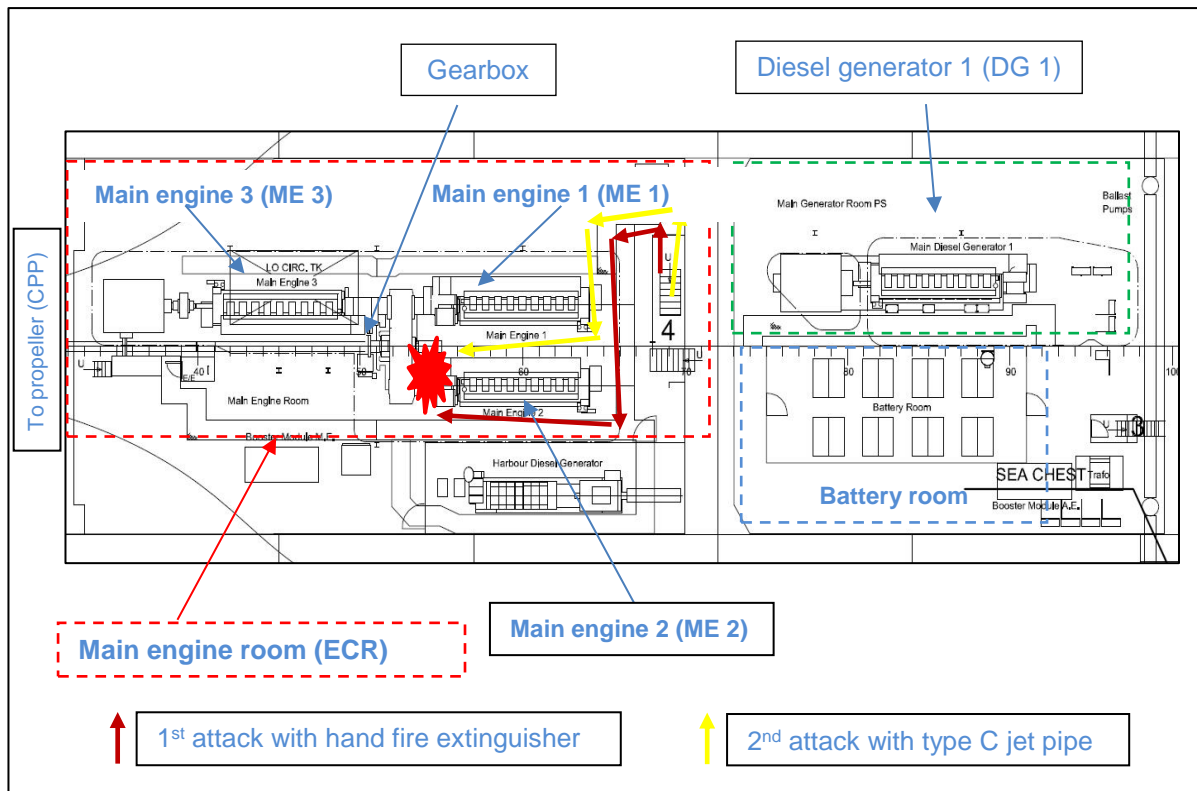 Gearbox
Diesel generator 1 (DG 1)
Main engine 3 (ME 3)
Main engine 1 (ME 1)
Main Generator Room PS
Ballast
Pumps
Main Diesel Generator 1
To propeller (CPP)
LO CIRC. TK
Main Engine 3
U
4
Main Engine 1
U
U
40
50
60
70
80
90
100
E/E
Main Engine Room
Main Engine 2
Battery Room
U
3
Booster Module M.E.
Harbour Diesel Generator
Battery room
SEA CHEST
Trafo
Booster Module A.E.
Main engine 2 (ME 2)
Main engine room (ECR)
1st attack with hand fire extinguisher
2nd attack with type C jet pipe